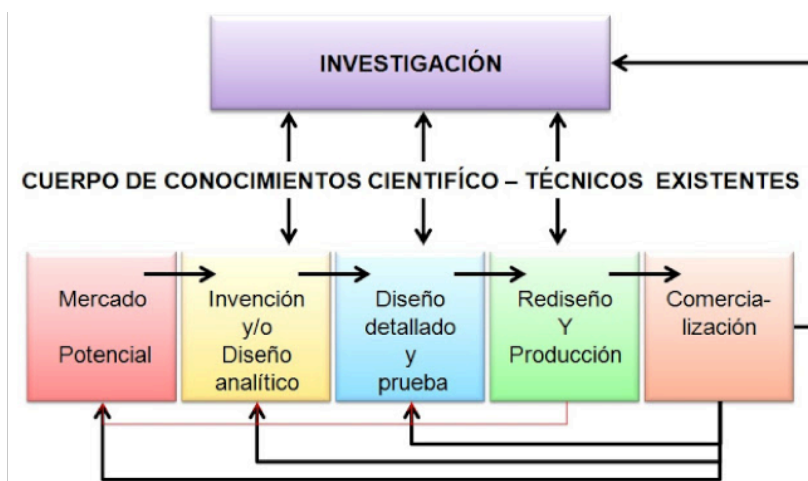 INVESTIGACIÓN
CUERPO DE CONOCIMIENTOS CIENTIFÍCO – TÉCNICOS EXISTENTES
Mercado
Potencial
Invención
y/o
Diseño
analítico
Diseño
detallado
y
prueba
Rediseño
Y
Producción
Comercia-
lización